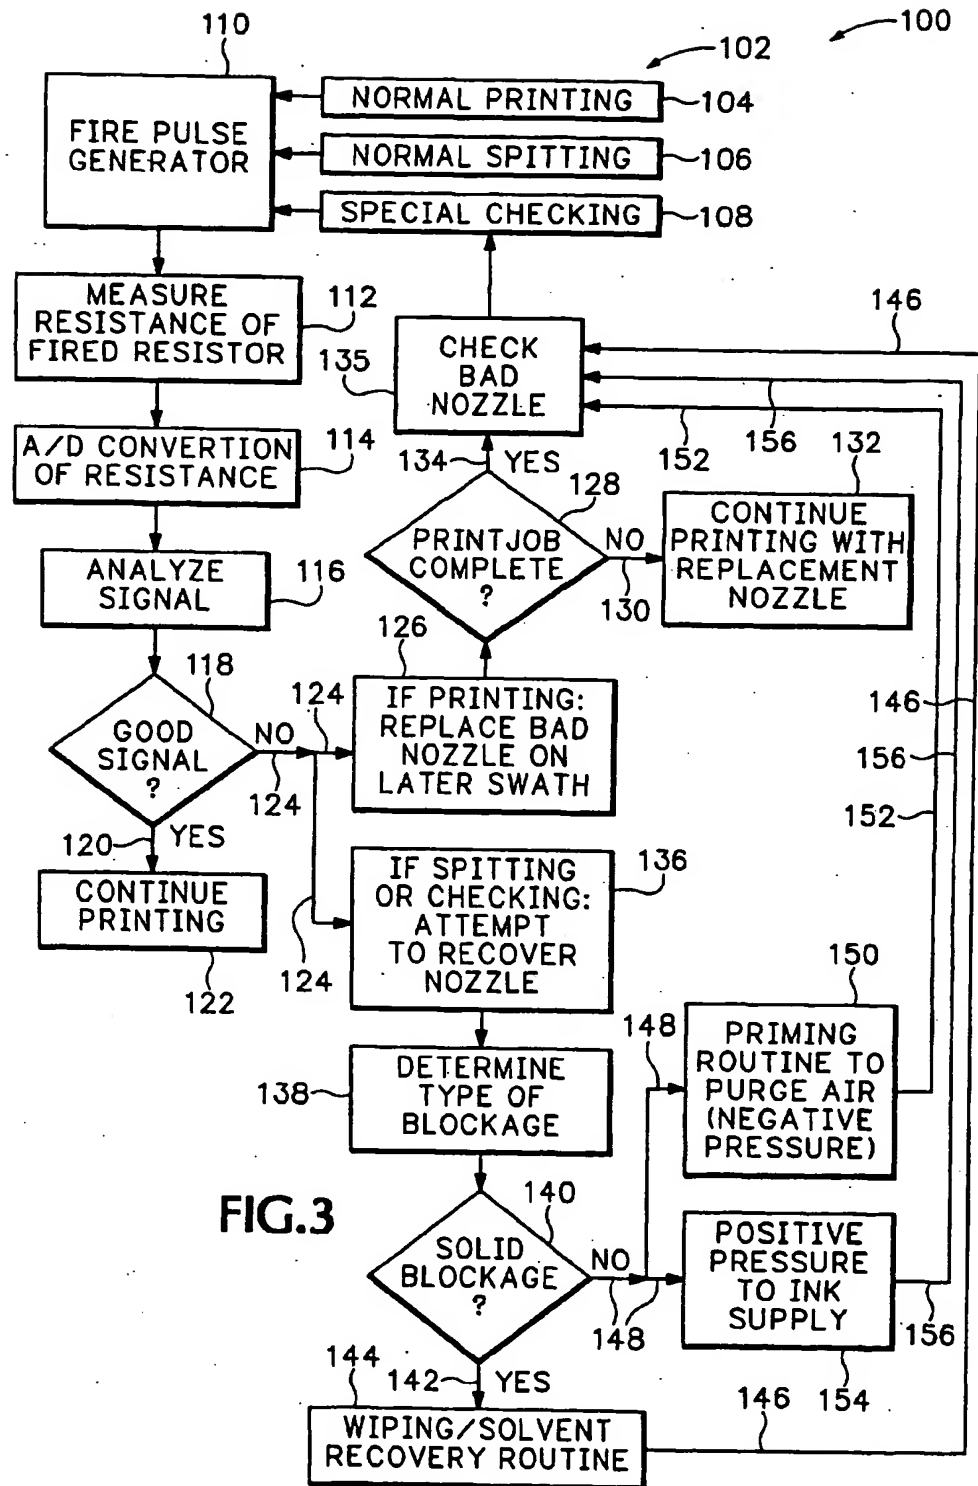 100
102
110
FIRE PULSE
GENERATOR
NORMAL PRINTING
104
NORMAL SPITTING
106
SPECIAL CHECKING
108
MEASURE
RESISTANCE OF
FIRED RESISTOR
112
A/D CONVERTION
OF RESISTANCE
114
ANALYZE
SIGNAL
116
118
GOOD
SIGNAL
?
NO
124
124
120
YES
CONTINUE
PRINTING
122
135
CHECK
BAD
NOZZLE
146
156
152
134
YES
128
PRINTJOB
COMPLETE
?
NO
130
132
CONTINUE
PRINTING WITH
REPLACEMENT
NOZZLE
126
IF PRINTING:
REPLACE BAD
NOZZLE ON
LATER SWATH
146
156
152
136
IF SPITTING
OR CHECKING:
ATTEMPT
TO RECOVER
NOZZLE
124
138
DETERMINE
TYPE OF
BLOCKAGE
148
150
PRIMING
ROUTINE TO
PURGE AIR
(NEGATIVE
PRESSURE)
FIG.3
140
SOLID
BLOCKAGE
?
NO
148
POSITIVE
PRESSURE
TO INK
SUPPLY
156
154
144
142
YES
WIPING/SOLVENT
RECOVERY ROUTINE
146